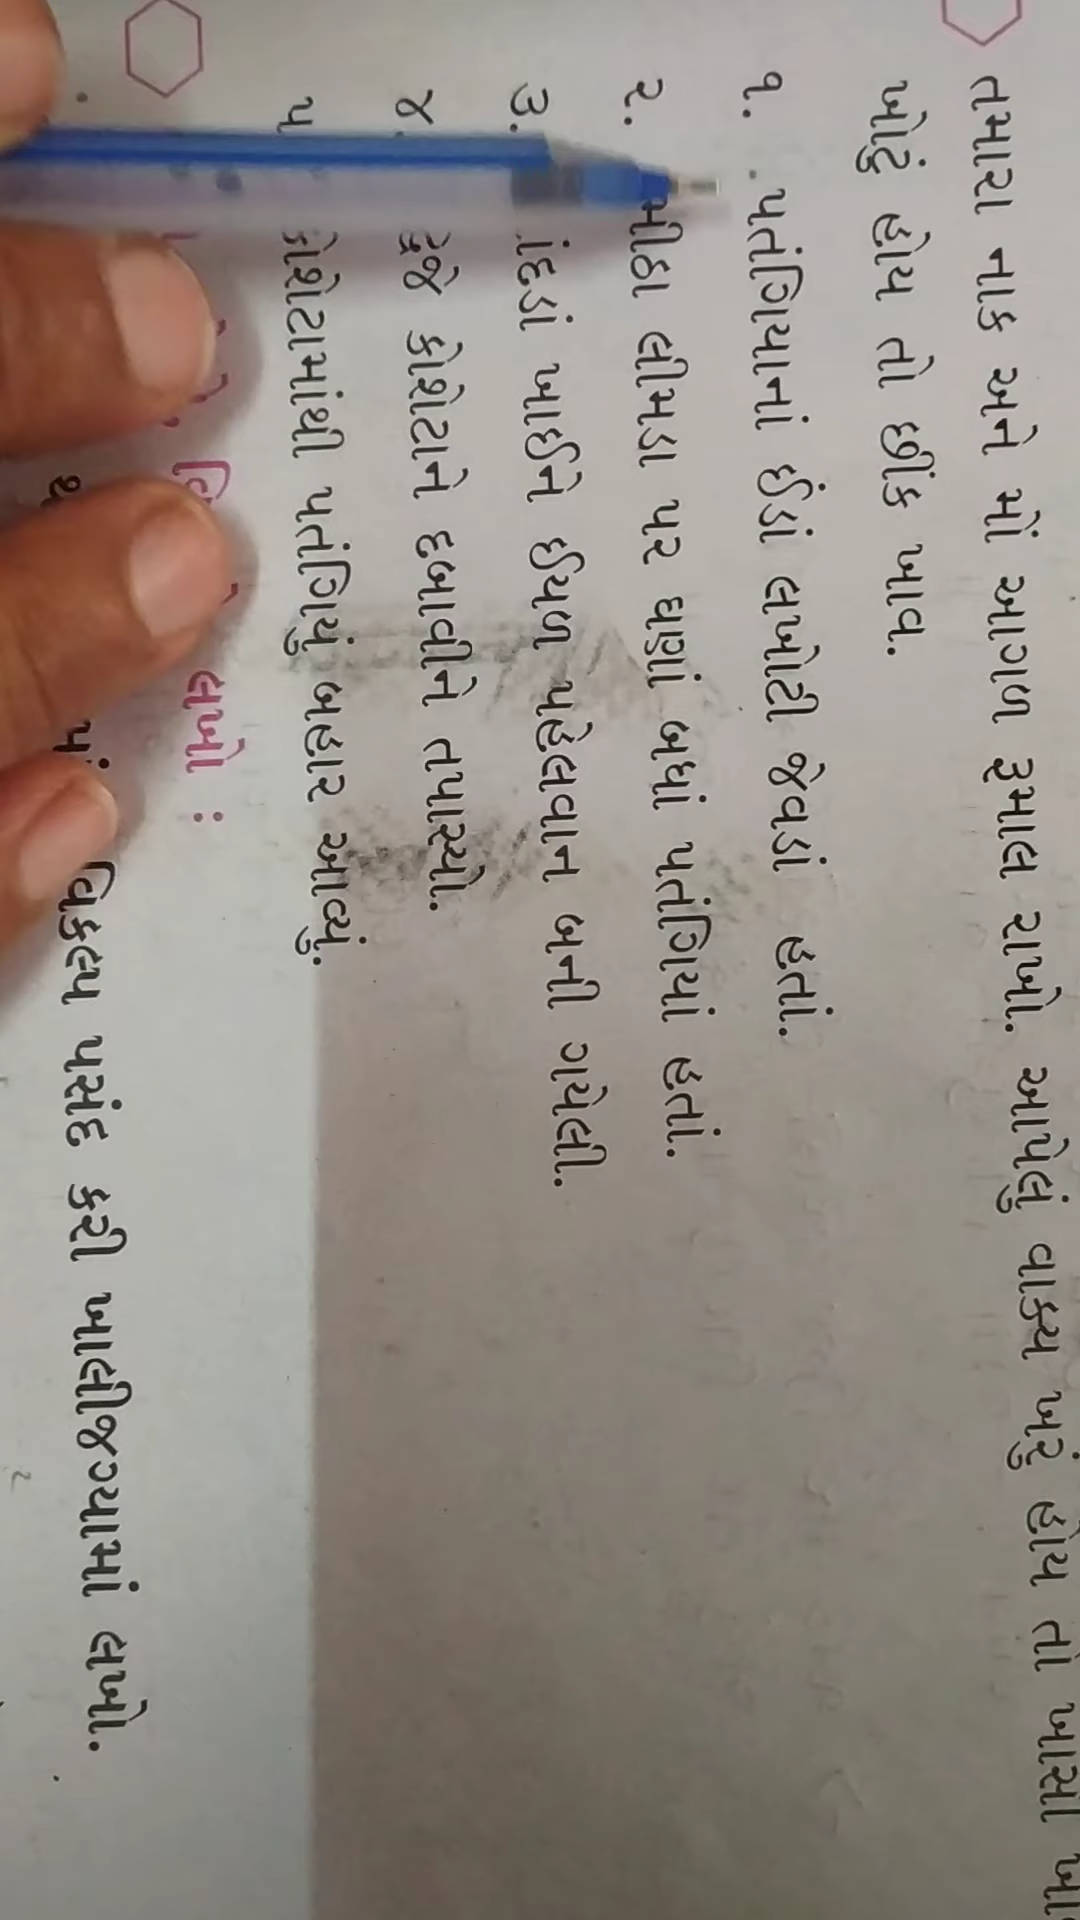 તમારા નાક અને મોં આગળ રૂમાલ રાખો. આપેલું વાક્ય ખરું હોય તો ખાસી
ખોટું હોય તો છીંક ખાવ.
૧. પતંગિયાનાં ઈંડાં લખોટી જેવડાં હતાં.
૨. મીઠા લીમડા પર ઘણાં બધાં પતંગિયાં હતાં.
૩. ખાઈને ઈયળ પહેલવાન બની ગયેલી.
૪. કોશેટાને દબાવીને તપાસ્યો.
૫ કોશેટામાંથી પતંગિયું બહાર આવ્યું.
લખો :
વિકલ્પ પસંદ કરી ખાલીજગ્યામાં લખો.